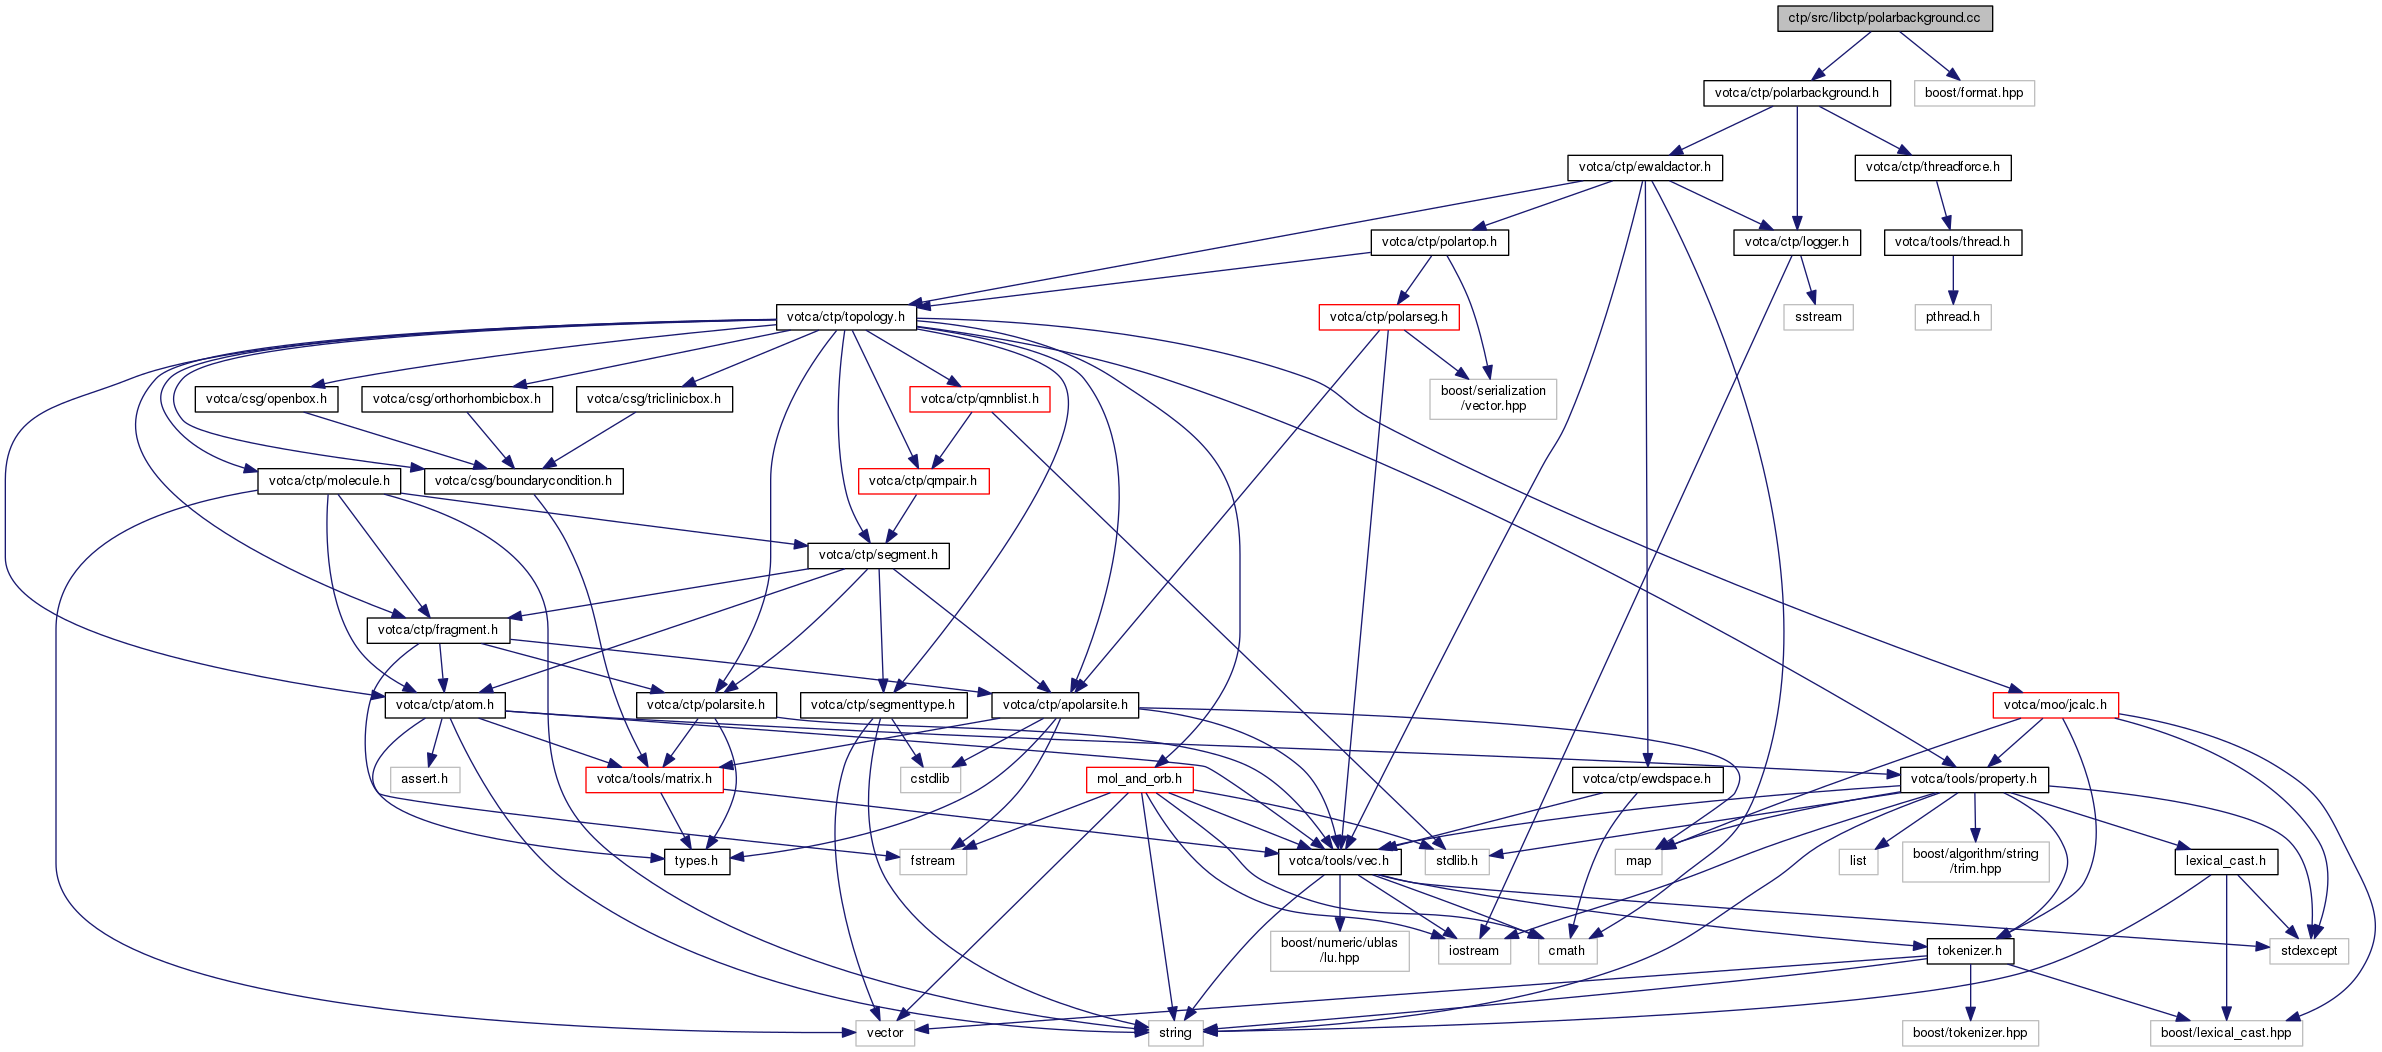 ctp/src/libctp/polarbackground.cc
votca/ctp/polarbackground.h
boost/format.hpp
votca/ctp/ewaldactor.h
votca/ctp/threadforce.h
votca/ctp/polartop.h
votca/ctp/logger.h
votca/tools/thread.h
votca/ctp/topology.h
votca/ctp/polarseg.h
sstream
pthread.h
votca/csg/openbox.h
votca/csg/orthorhombicbox.h
votca/csg/triclinicbox.h
votca/ctp/qmnblist.h
boost/serialization
/vector.hpp
votca/ctp/molecule.h
votca/csg/boundarycondition.h
votca/ctp/qmpair.h
votca/ctp/segment.h
votca/ctp/fragment.h
votca/ctp/atom.h
votca/ctp/polarsite.h
votca/ctp/segmenttype.h
votca/ctp/apolarsite.h
votca/moo/jcalc.h
assert.h
votca/tools/matrix.h
cstdlib
mol_and_orb.h
votca/ctp/ewdspace.h
votca/tools/property.h
types.h
fstream
votca/tools/vec.h
stdlib.h
map
list
boost/algorithm/string
/trim.hpp
lexical_cast.h
boost/numeric/ublas
/lu.hpp
iostream
cmath
tokenizer.h
stdexcept
vector
string
boost/tokenizer.hpp
boost/lexical_cast.hpp